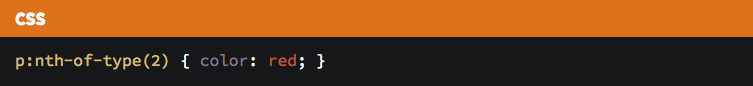 CSS
p:nth-of-type(2) { color: red; }